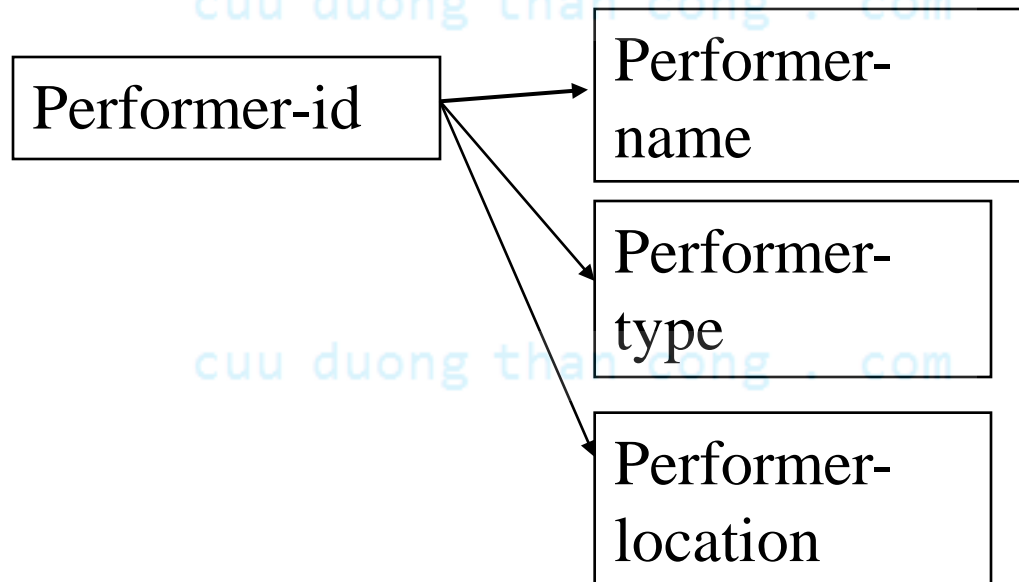 cuu duong than cong . com
Performer-
name
Performer-id
Performer-
type
cuu duong than cong . com
Performer-
location